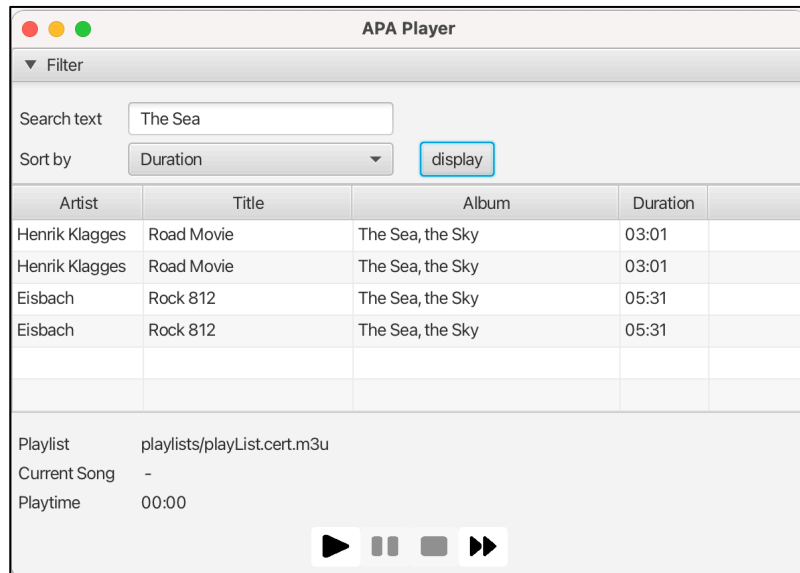 APA Player
Filter
Search text The Sea
Sort by Duration display
Artist Title Album Duration
Henrik Klagges Road Movie The Sea, the Sky 03:01
Henrik Klagges Road Movie The Sea, the Sky 03:01
Eisbach Rock 812 The Sea, the Sky 05:31
Eisbach Rock 812 The Sea, the Sky 05:31
Playlist playlists/playList.cert.m3u
Current Song -
Playtime 00:00